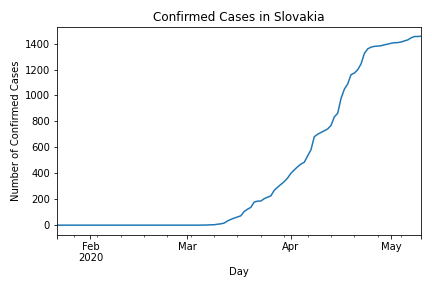 Confirmed Cases in Slovakia
Number of Confirmed Cases
1400
1200
1000
800
600
400
200
0
Feb
2020
Mar
Apr
May
Day